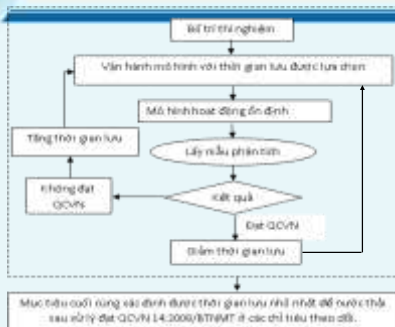 Bố trí thí nghiệm
Vận hành mô hình với thời gian lưu được lựa chọn
Mô hình hoạt động ổn định
Tăng thời gian lưu
Lấy mẫu phân tích
Không đạt
QCVN
Kết quả
Đạt QCVN
Giảm thời gian lưu
Mục tiêu cuối cùng xác định được thời gian lưu nhỏ nhất để nước thải
sau xử lý đạt QCVN 14:2008/BTNMT ở các chỉ tiêu theo dõi.